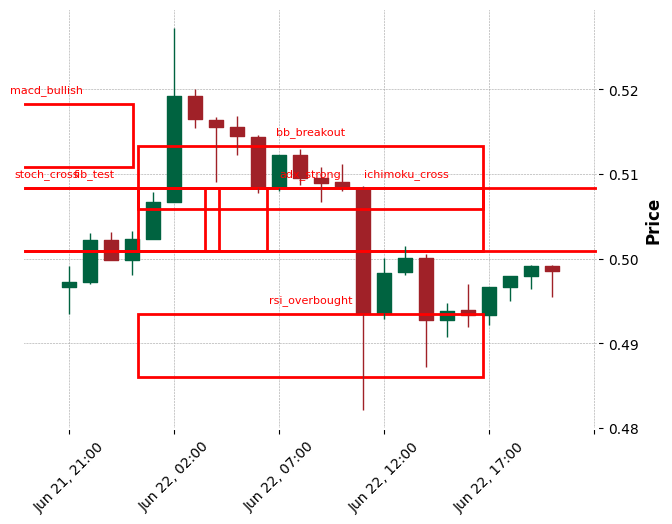 macd_bullish
0.52
bb_breakout
stoch_cross
fib_test
ichimoku_cross
0.51
Price
0.50
rsi_overbought
0.49
0.48
Jun 21, 21:00
Jun 22, 02:00
Jun 22, 07:00
Jun 22, 12:00
Jun 22, 17:00